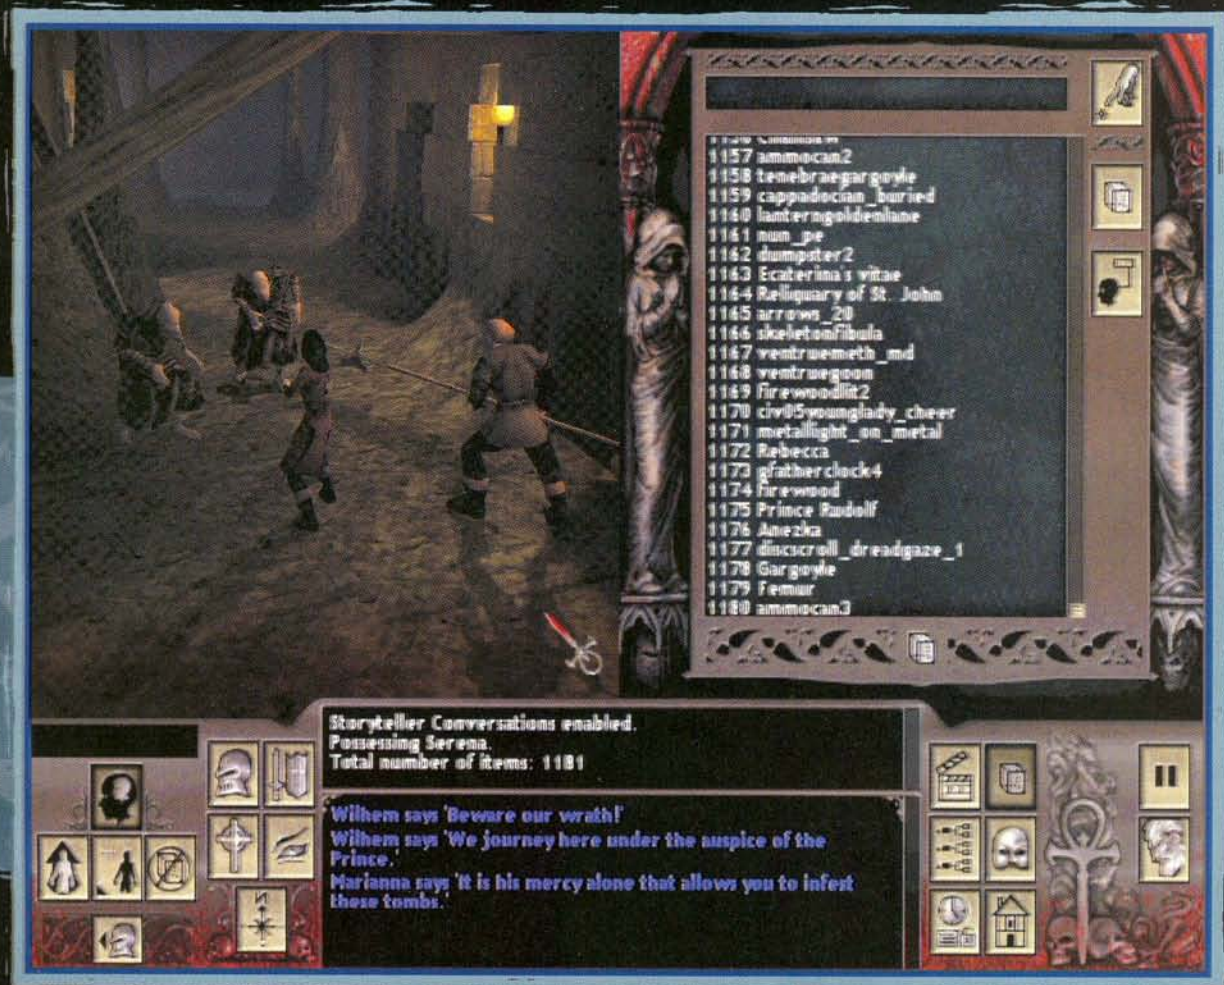 1157 ammocan2
1158 tenebraegargoyle
1159 cappadocian_buried
1160 lanterngoldenlane
1161 nun_pe
1162 dumpster2
1163 Ecaterina's vitae
1164 Relliquary of St. John
1165 arrows_20
1166 skeletonfibula
1167 ventruemeth_md
1168 ventruegoon
1169 firewoodlit2
1170 civ05younglady_cheer
1171 metallight_on_metal
1172 Rebecca
1173 gfatherclock4
1174 firewood
1175 Prince Rudolf
1176 Anezka
1177 discscroll_dreadgaze_1
1178 Gargoyle
1179 Femur
1180 ammocan3
Storyteller Conversations enabled.
Possessing Serena.
Total number of items: 1181
Wilhem says 'Beware our wrath!'
Wilhem says 'We journey here under the auspice of the
Prince.'
Marianna says 'It is his mercy alone that allows you to infest
these tombs.'
N